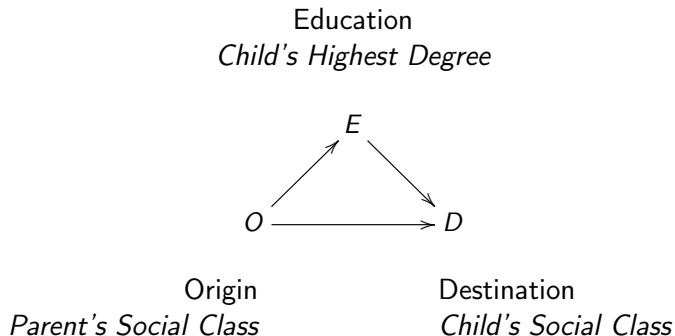 Education
Child's Highest Degree
E
O
D
Origin
Parent's Social Class
Destination
Child's Social Class